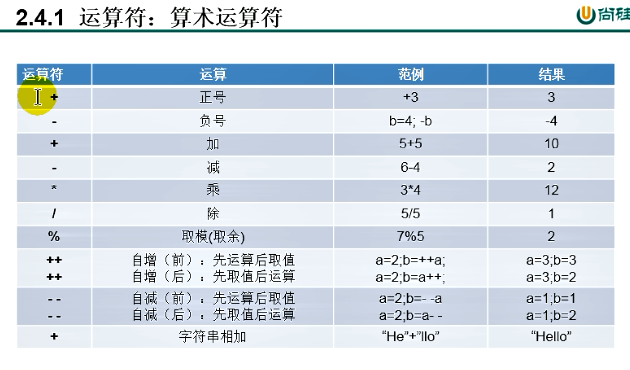 2.4.1 运算符：算术运算符
尚硅
运算符 运算 范例 结果
+ 正号 +3 3
- 负号 b=4; -b -4
+ 加 5+5 10
- 减 6-4 2
* 乘 3*4 12
/ 除 5/5 1
% 取模(取余) 7%5 2
++ 自增（前）：先运算后取值 a=2;b=++a; a=3;b=3
++ 自增（后）：先取值后运算 a=2;b=a++; a=3;b=2
- - 自减（前）：先运算后取值 a=2;b=- -a a=1;b=1
- - 自减（后）：先取值后运算 a=2;b=a- - a=1;b=2
+ 字符串相加 “He”+”llo” “Hello”